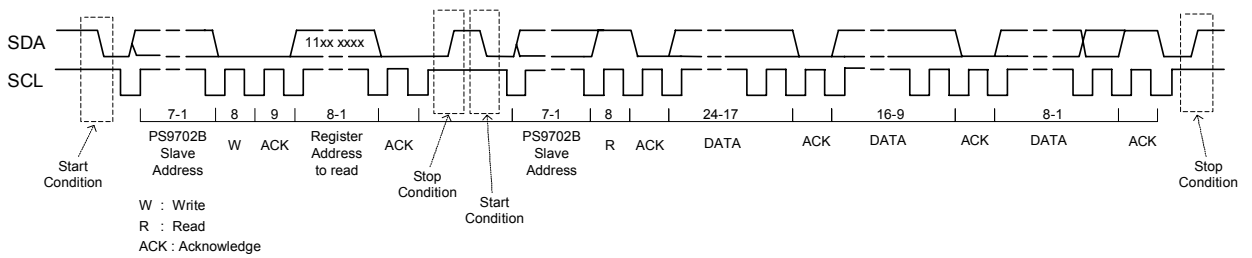 SDA
11xx xxxx
SCL
7-1 8 9 8-1 7-1 8 24-17 16-9 8-1
PS9702B
Slave
Address
W
ACK
Register
Address
to read
ACK
PS9702B
Slave
Address
R
ACK
DATA
ACK
DATA
ACK
DATA
ACK
Start
Condition
Stop
Condition
Start
Condition
Stop
Condition
W : Write
R : Read
ACK : Acknowledge